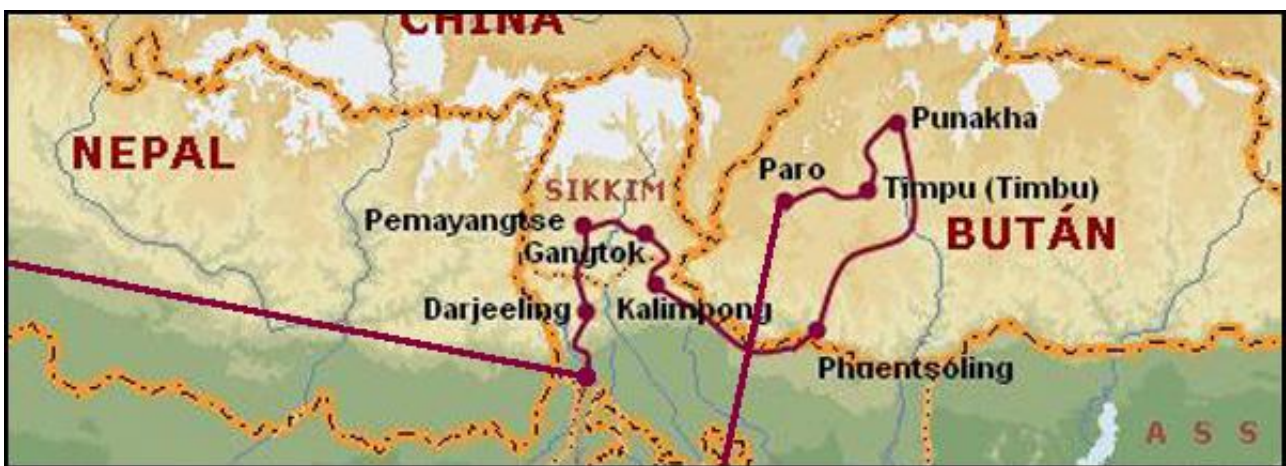 CHINA
NEPAL
Punakha
Paro
SIKKIM
Timpu (Timbu)
Pemayangtse
BUTÁN
Gangtok
Darjeeling
Kalimpong
Phuentsoling
A S S